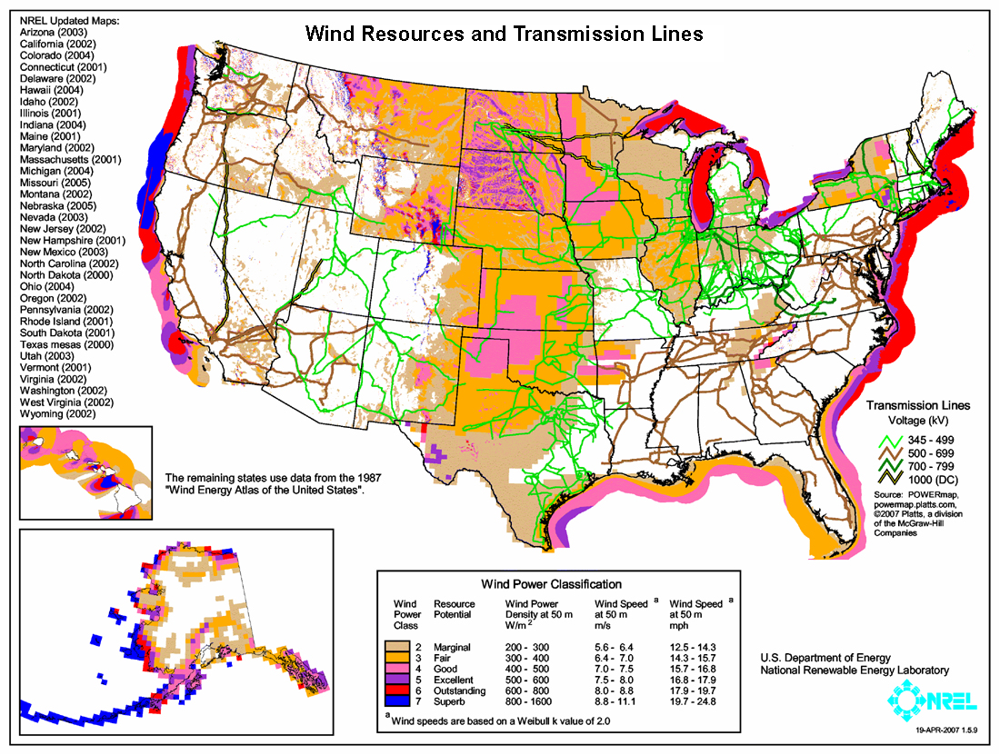 NREL Updated Maps:
Arizona (2003)
California (2002)
Colorado (2004)
Connecticut (2001)
Delaware (2002)
Hawaii (2004)
Idaho (2002)
Illinois (2001)
Indiana (2004)
Maine (2001)
Maryland (2002)
Massachusetts (2001)
Michigan (2004)
Missouri (2005)
Montana (2002)
Nebraska (2005)
Nevada (2003)
New Jersey (2002)
New Hampshire (2001)
New Mexico (2003)
North Carolina (2002)
North Dakota (2000)
Ohio (2004)
Oregon (2002)
Pennsylvania (2002)
Rhode Island (2001)
South Dakota (2001)
Texas mesas (2000)
Utah (2003)
Vermont (2001)
Virginia (2002)
Washington (2002)
West Virginia (2002)
Wyoming (2002)
Wind Resources and Transmission Lines
Transmission Lines
Voltage (kV)
345 - 499
500 - 699
700 - 799
1000 (DC)
Source: POWERmap,
powermap.platts.com,
©2007 Platts, a division
of the McGraw-Hill
Companies
The remaining states use data from the 1987
"Wind Energy Atlas of the United States".
Wind Power Classification
Wind Resource Wind Power Wind Speed a Wind Speed a
Power Potential Density at 50 m at 50 m at 50 m
Class W/m 2 m/s mph
2 Marginal 200 - 300 5.6 - 6.4 12.5 - 14.3
3 Fair 300 - 400 6.4 - 7.0 14.3 - 15.7
4 Good 400 - 500 7.0 - 7.5 15.7 - 16.8
5 Excellent 500 - 600 7.5 - 8.0 16.8 - 17.9
6 Outstanding 600 - 800 8.0 - 8.8 17.9 - 19.7
7 Superb 800 - 1600 8.8 - 11.1 19.7 - 24.8
a Wind speeds are based on a Weibull k value of 2.0
U.S. Department of Energy
National Renewable Energy Laboratory
NREL
19-APR-2007 1.5.9